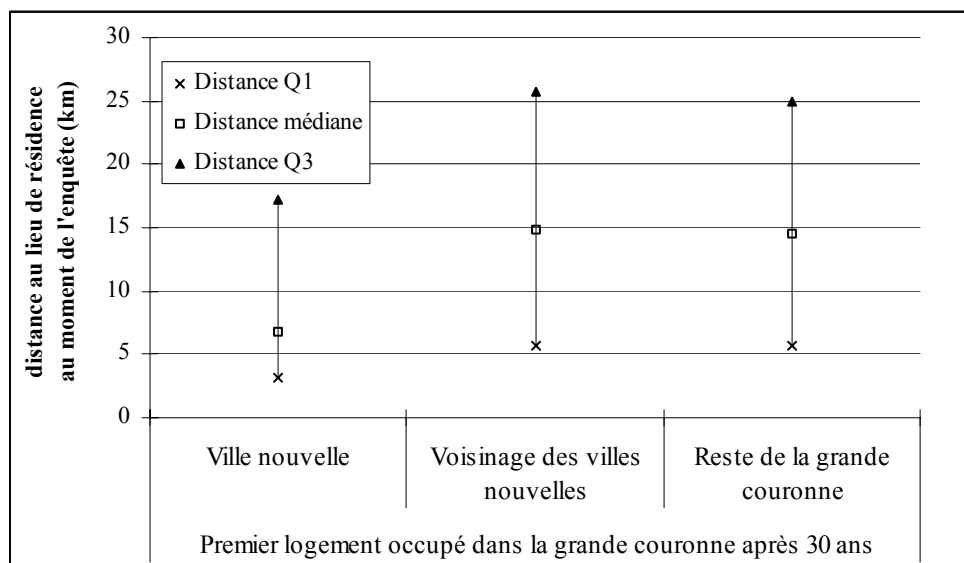 distance au lieu de résidence
au moment de l'enquête (km)
30
25
20
15
10
5
0
Distance Q1
Distance médiane
Distance Q3
Ville nouvelle
Voisinage des villes
nouvelles
Reste de la grande
couronne
Premier logement occupé dans la grande couronne après 30 ans